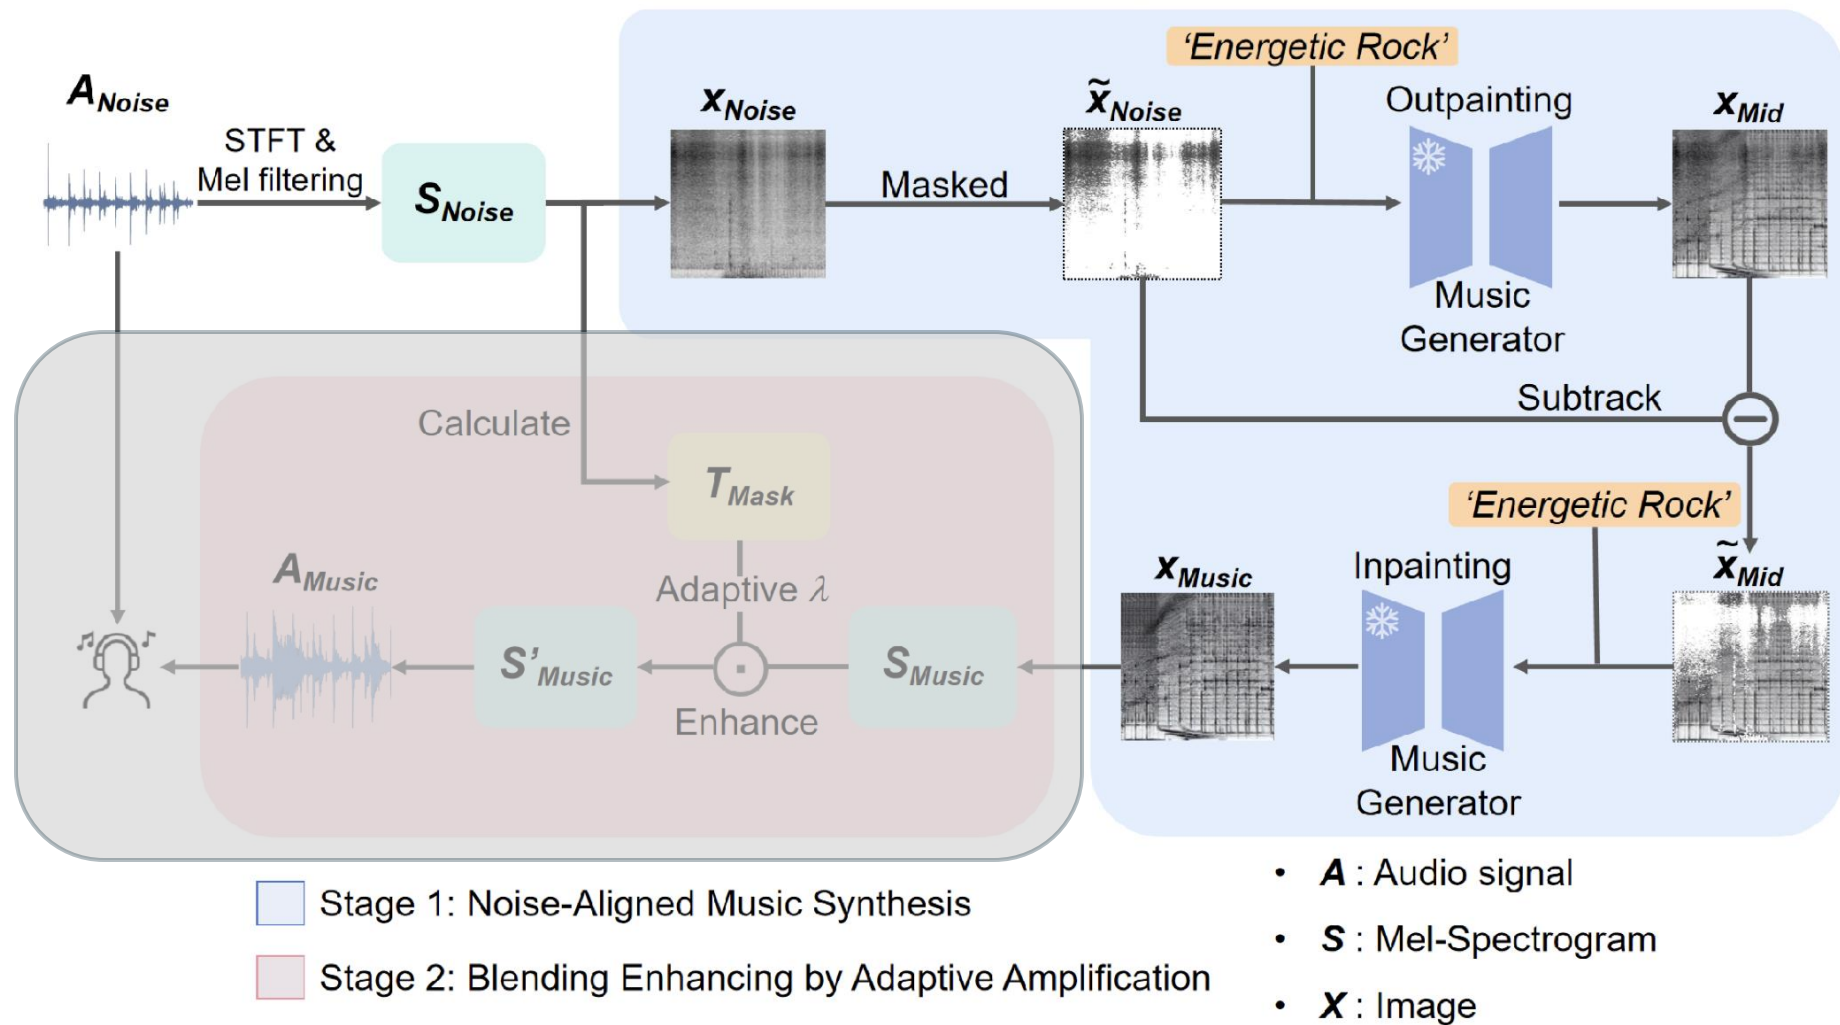 A_Noise
STFT &
Mel filtering
S_Noise
x_Noise
Masked
x̃_Noise
'Energetic Rock'
Outpainting
Music
Generator
x_Mid
Subtrack
'Energetic Rock'
x̃_Mid
Inpainting
Music
Generator
x_Music
Calculate
T_Mask
Adaptive λ
Enhance
S_Music
S'_Music
A_Music
Stage 1: Noise-Aligned Music Synthesis
Stage 2: Blending Enhancing by Adaptive Amplification
• A : Audio signal
• S : Mel-Spectrogram
• X : Image